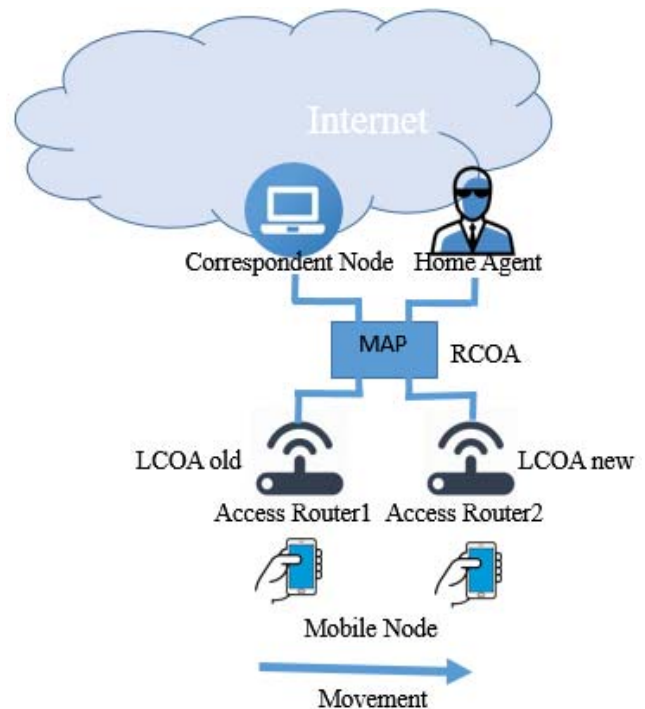 Internet
Correspondent Node
Home Agent
MAP
RCOA
LCOA old
LCOA new
Access Router1
Access Router2
Mobile Node
Movement